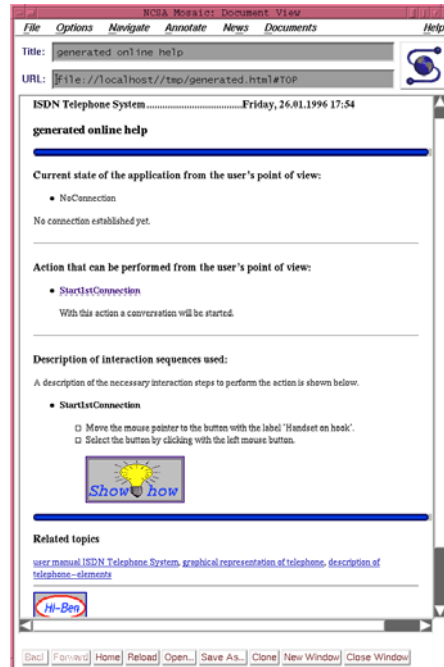 NCSA Mosaic: Document View
File Options Navigate Annotate News Documents Help
Title: generated online help
URL: file://localhost//tmp/generated.html#TOP
ISDN Telephone System..............................Friday, 26.01.1996 17:54
generated online help
Current state of the application from the user's point of view:
• NoConnection
No connection established yet.
Action that can be performed from the user's point of view:
• Start1stConnection
With this action a conversation will be started.
Description of interaction sequences used:
A description of the necessary interaction steps to perform the action is shown below.
• Start1stConnection
□ Move the mouse pointer to the button with the label 'Handset on hook'.
□ Select the button by clicking with the left mouse button.
Show how
Related topics
user manual ISDN Telephone System, graphical representation of telephone, description of
telephone-elements
Hi-Ben
Back Forward Home Reload Open... Save As... Clone New Window Close Window